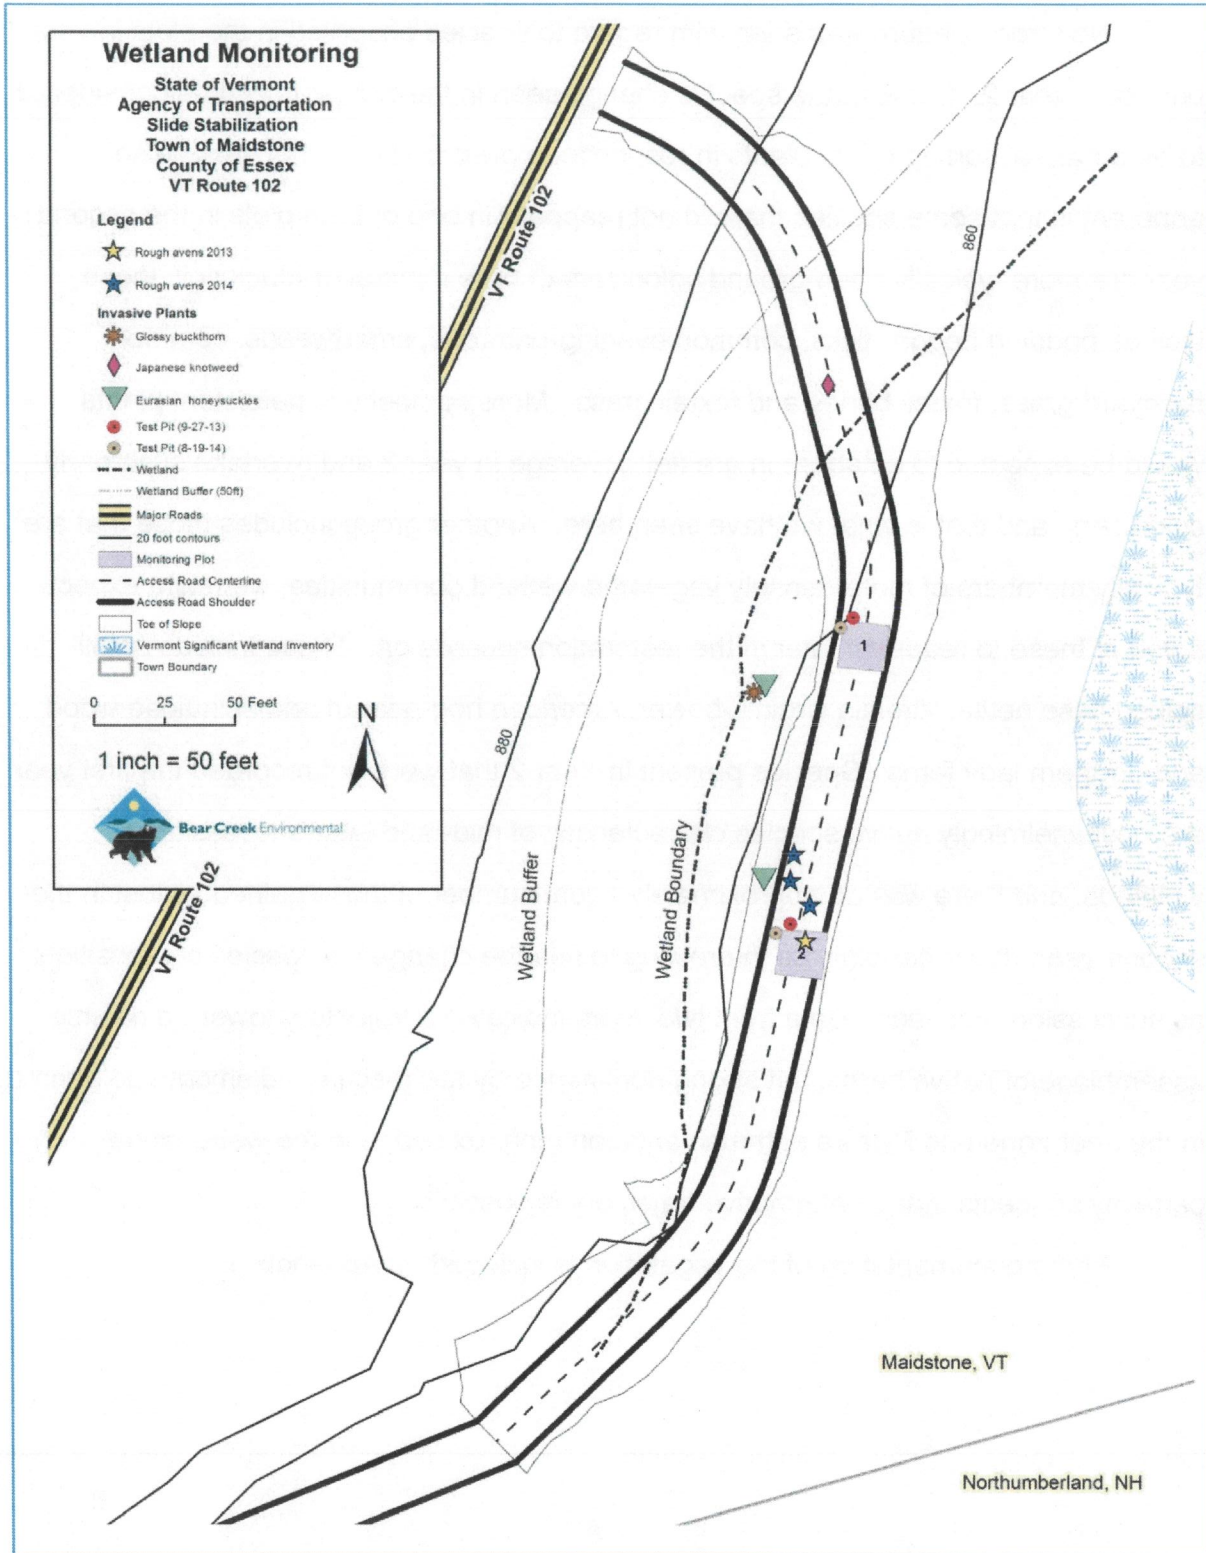 Wetland Monitoring
State of Vermont
Agency of Transportation
Slide Stabilization
Town of Maidstone
County of Essex
VT Route 102
Legend
Rough avens 2013
Rough avens 2014
Invasive Plants
Glossy buckthorn
Japanese knotweed
Eurasian honeysuckles
Test Pit (9-27-13)
Test Pit (8-19-14)
Wetland
Wetland Buffer (50ft)
Major Roads
20 foot contours
Monitoring Plot
Access Road Centerline
Access Road Shoulder
Toe of Slope
Vermont Significant Wetland Inventory
Town Boundary
0 25 50 Feet
1 inch = 50 feet
N
Bear Creek Environmental
VT Route 102
VT Route 102
860
880
1
2
Wetland Buffer
Wetland Boundary
Maidstone, VT
Northumberland, NH